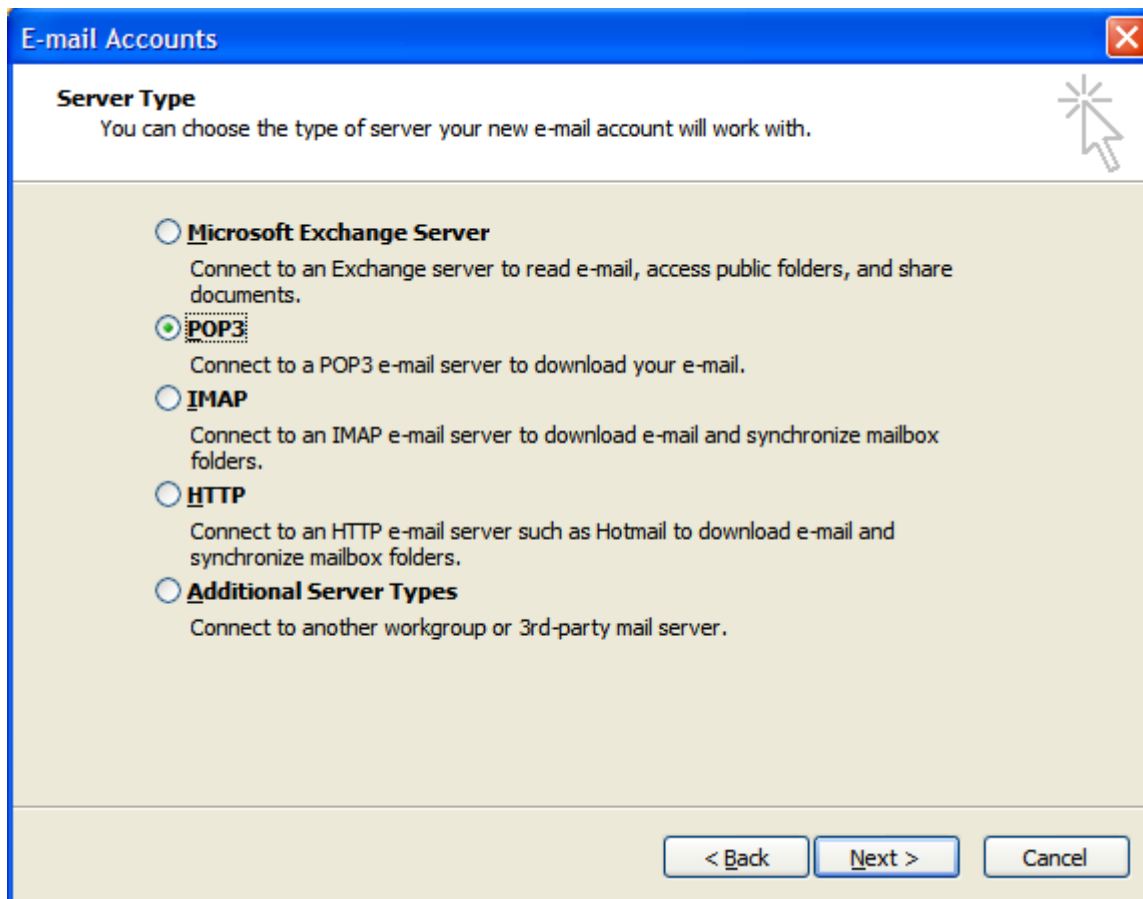 E-mail Accounts
Server Type
You can choose the type of server your new e-mail account will work with.
Microsoft Exchange Server
Connect to an Exchange server to read e-mail, access public folders, and share
documents.
POP3
Connect to a POP3 e-mail server to download your e-mail.
IMAP
Connect to an IMAP e-mail server to download e-mail and synchronize mailbox
folders.
HTTP
Connect to an HTTP e-mail server such as Hotmail to download e-mail and
synchronize mailbox folders.
Additional Server Types
Connect to another workgroup or 3rd-party mail server.
< Back Next > Cancel